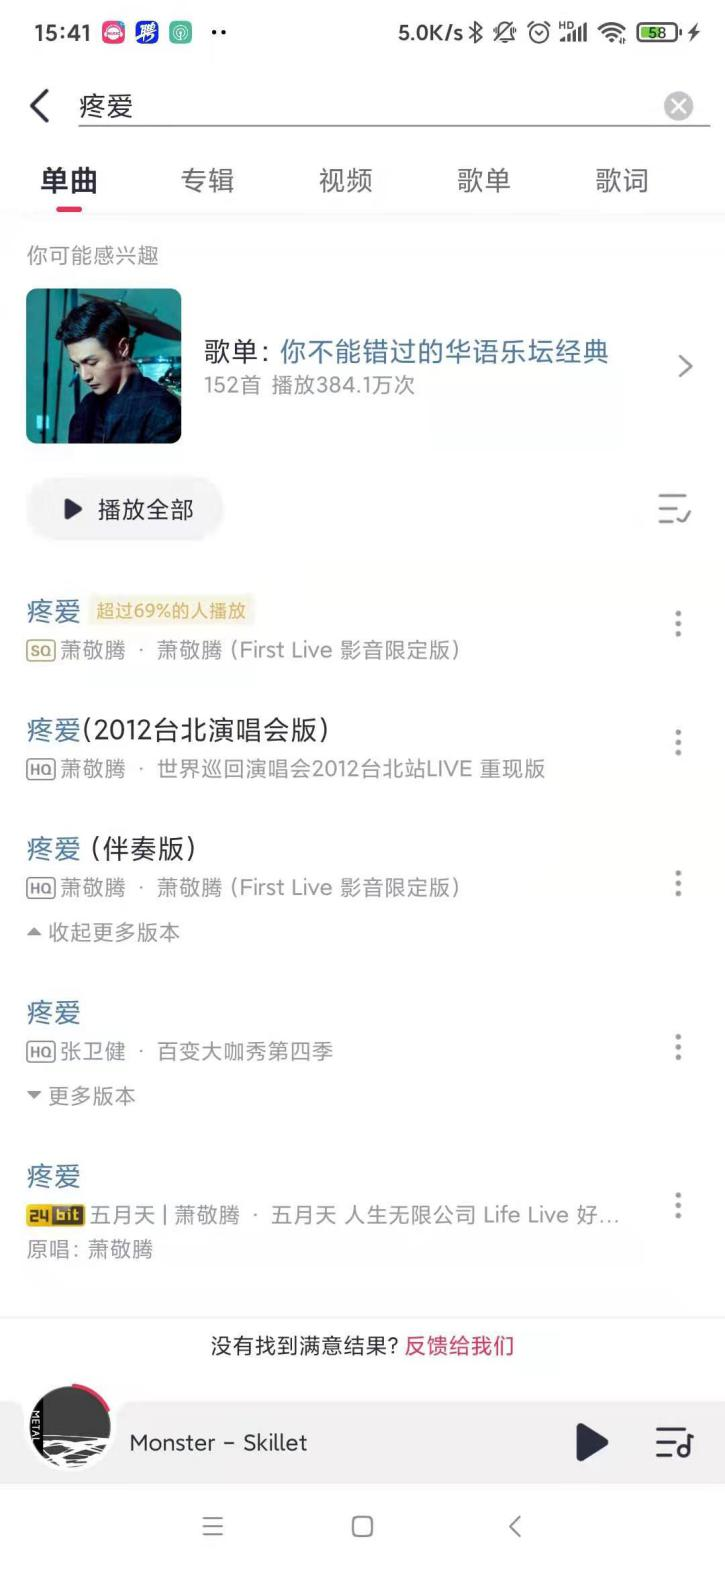 15:41 聘 5.0K/s HD 58
疼爱
单曲 专辑 视频 歌单 歌词
你可能感兴趣
歌单：你不能错过的华语乐坛经典
152首 播放384.1万次
播放全部
疼爱 超过69%的人播放
SQ 萧敬腾 · 萧敬腾 (First Live 影音限定版)
疼爱(2012台北演唱会版)
HQ 萧敬腾 · 世界巡回演唱会2012台北站LIVE 重现版
疼爱 (伴奏版)
HQ 萧敬腾 · 萧敬腾 (First Live 影音限定版)
收起更多版本
疼爱
HQ 张卫健 · 百变大咖秀第四季
更多版本
疼爱
24 bit 五月天 | 萧敬腾 · 五月天 人生无限公司 Life Live 好...
原唱：萧敬腾
没有找到满意结果? 反馈给我们
METAL
Monster - Skillet